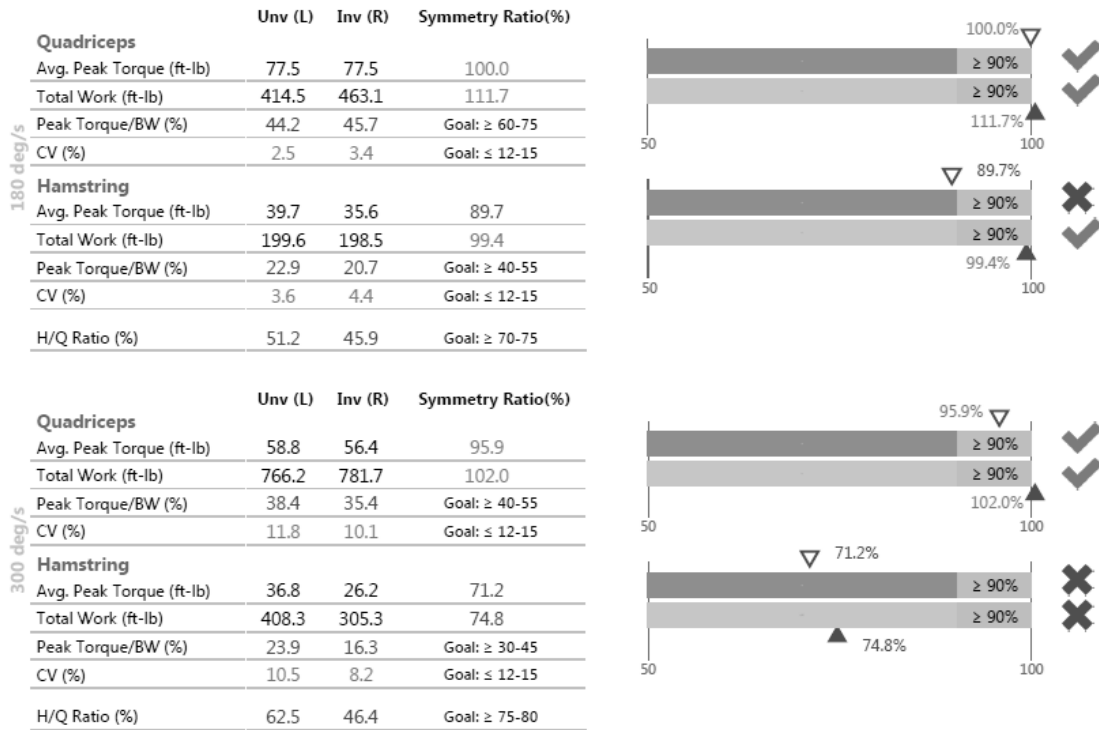 Unv (L) Inv (R) Symmetry Ratio(%)
Quadriceps
Avg. Peak Torque (ft-lb) 77.5 77.5 100.0
Total Work (ft-lb) 414.5 463.1 111.7
Peak Torque/BW (%) 44.2 45.7 Goal: ≥ 60-75
CV (%) 2.5 3.4 Goal: ≤ 12-15
Hamstring
Avg. Peak Torque (ft-lb) 39.7 35.6 89.7
Total Work (ft-lb) 199.6 198.5 99.4
Peak Torque/BW (%) 22.9 20.7 Goal: ≥ 40-55
CV (%) 3.6 4.4 Goal: ≤ 12-15
H/Q Ratio (%) 51.2 45.9 Goal: ≥ 70-75
180 deg/s
100.0%
≥ 90%
≥ 90%
111.7%
50 100
89.7%
≥ 90%
≥ 90%
99.4%
50 100
Unv (L) Inv (R) Symmetry Ratio(%)
Quadriceps
Avg. Peak Torque (ft-lb) 58.8 56.4 95.9
Total Work (ft-lb) 766.2 781.7 102.0
Peak Torque/BW (%) 38.4 35.4 Goal: ≥ 40-55
CV (%) 11.8 10.1 Goal: ≤ 12-15
Hamstring
Avg. Peak Torque (ft-lb) 36.8 26.2 71.2
Total Work (ft-lb) 408.3 305.3 74.8
Peak Torque/BW (%) 23.9 16.3 Goal: ≥ 30-45
CV (%) 10.5 8.2 Goal: ≤ 12-15
H/Q Ratio (%) 62.5 46.4 Goal: ≥ 75-80
300 deg/s
95.9%
≥ 90%
≥ 90%
102.0%
50 100
71.2%
≥ 90%
≥ 90%
74.8%
50 100